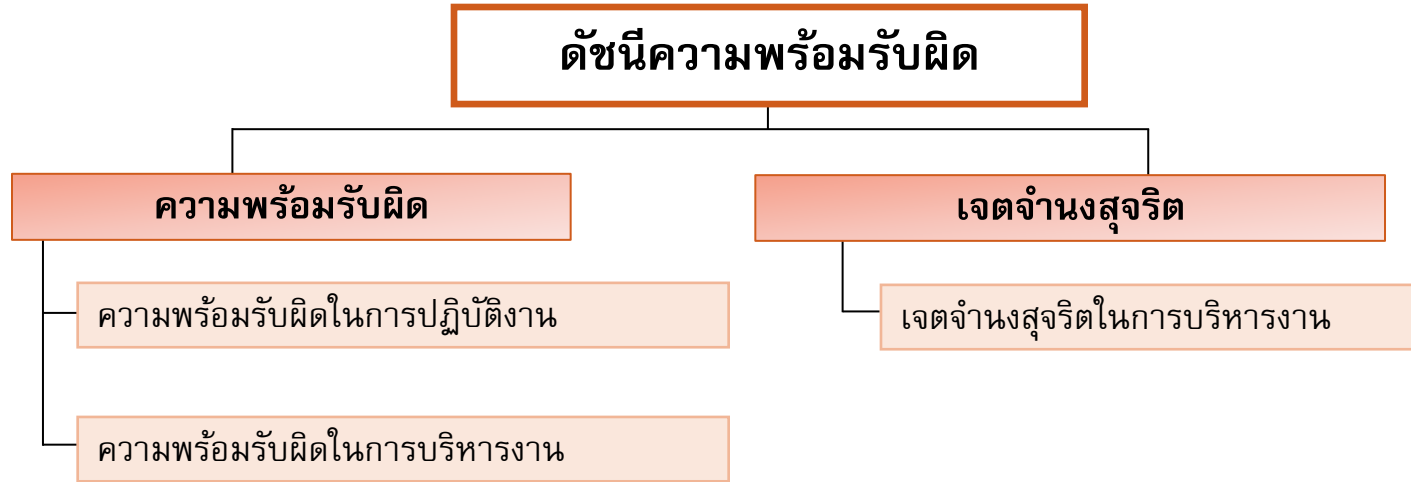 ดัชนีความพร้อมรับผิด
ความพร้อมรับผิด
เจตจำนงสุจริต
ความพร้อมรับผิดในการปฏิบัติงาน
เจตจำนงสุจริตในการบริหารงาน
ความพร้อมรับผิดในการบริหารงาน